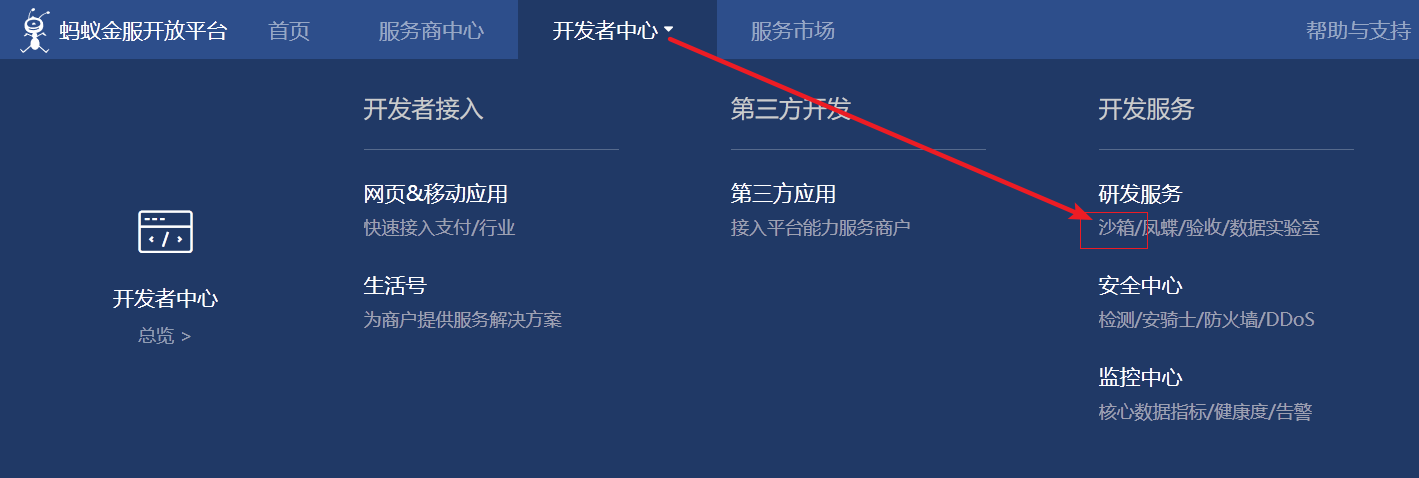 蚂蚁金服开放平台 首页 服务商中心 开发者中心 服务市场 帮助与支持
开发者中心
总览 >
开发者接入
网页&移动应用
快速接入支付/行业
生活号
为商户提供服务解决方案
第三方开发
第三方应用
接入平台能力服务商户
开发服务
研发服务
沙箱/凤蝶/验收/数据实验室
安全中心
检测/安骑士/防火墙/DDoS
监控中心
核心数据指标/健康度/告警